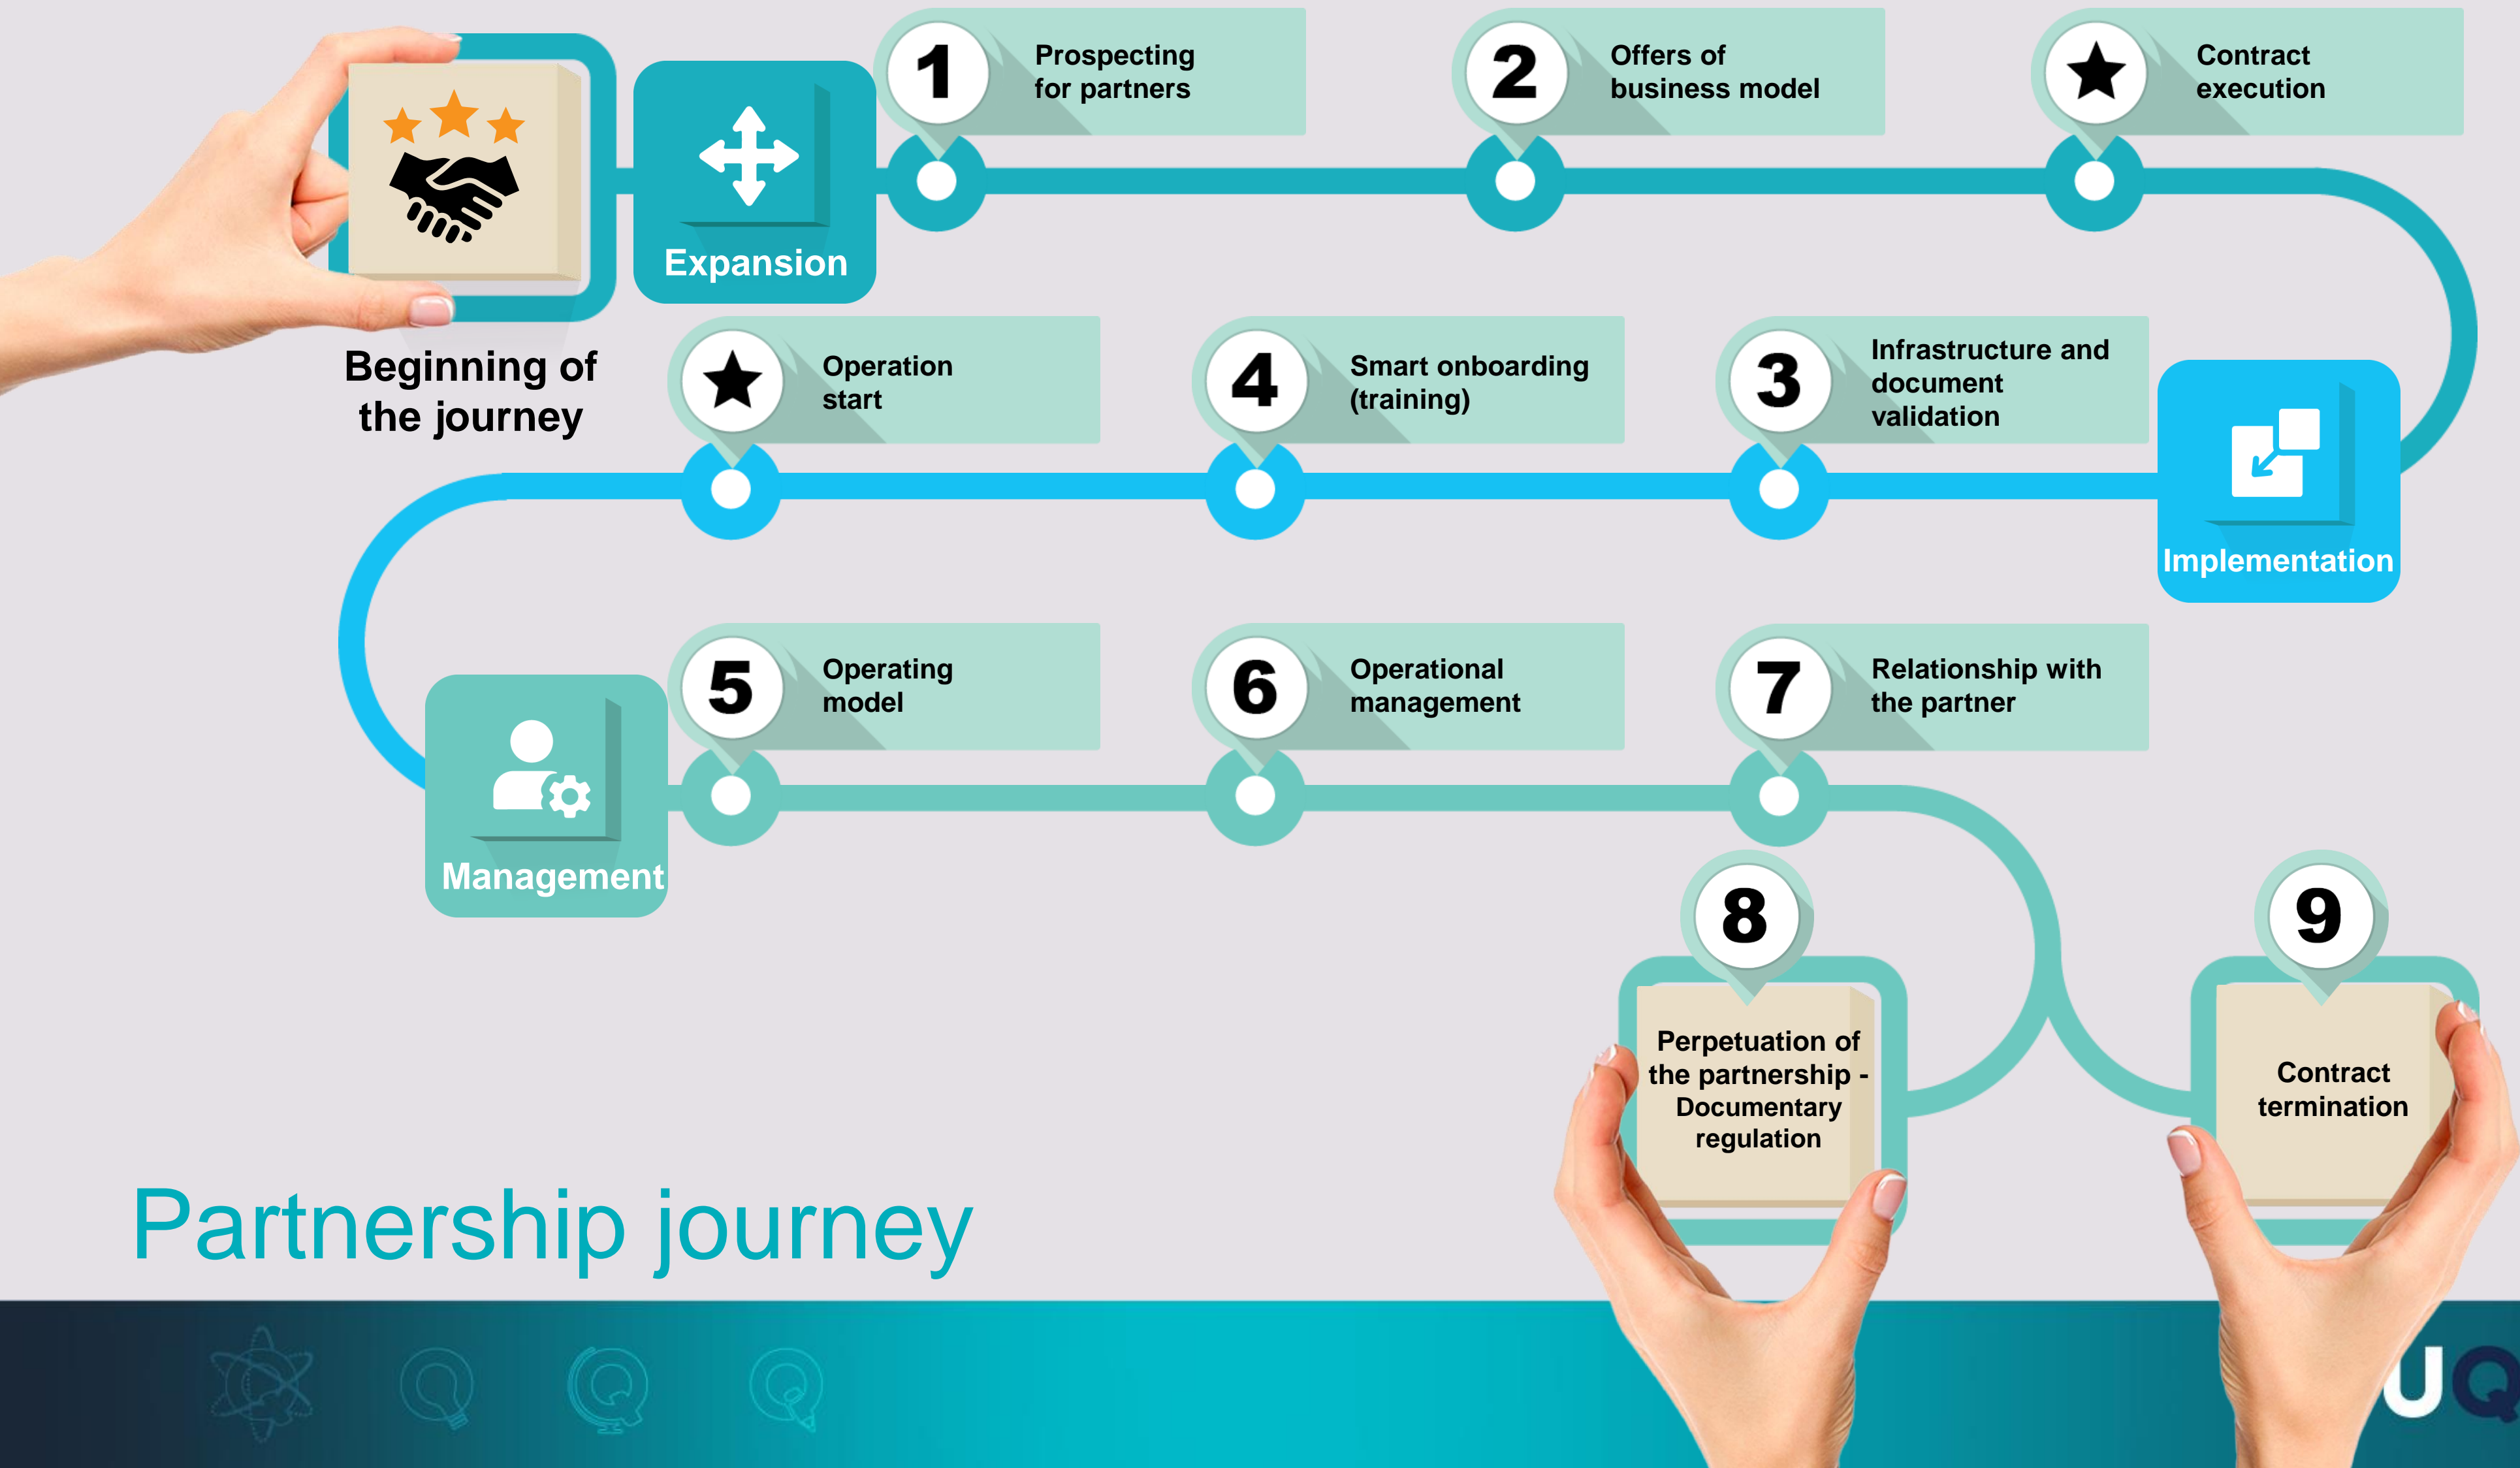 1
Prospecting
for partners
2
Offers of
business model
Contract
execution
Expansion
Beginning of
the journey
Operation
start
4
Smart onboarding
(training)
3
Infrastructure and
document
validation
Implementation
5
Operating
model
6
Operational
management
7
Relationship with
the partner
Management
8
Perpetuation of
the partnership -
Documentary
regulation
9
Contract
termination
Partnership journey
UQ